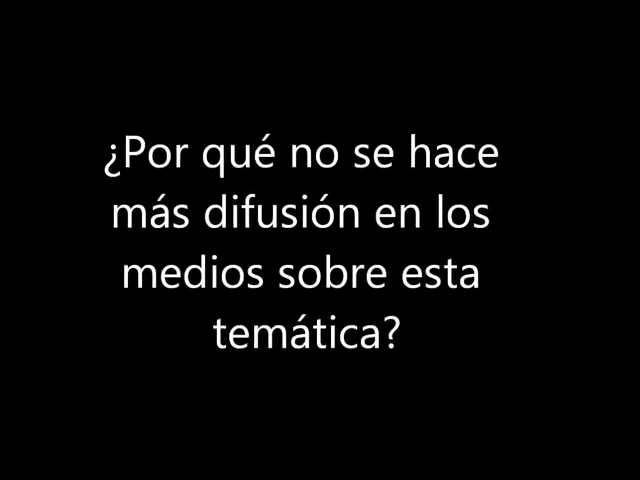 ¿Por qué no se hace
más difusión en los
medios sobre esta
temática?